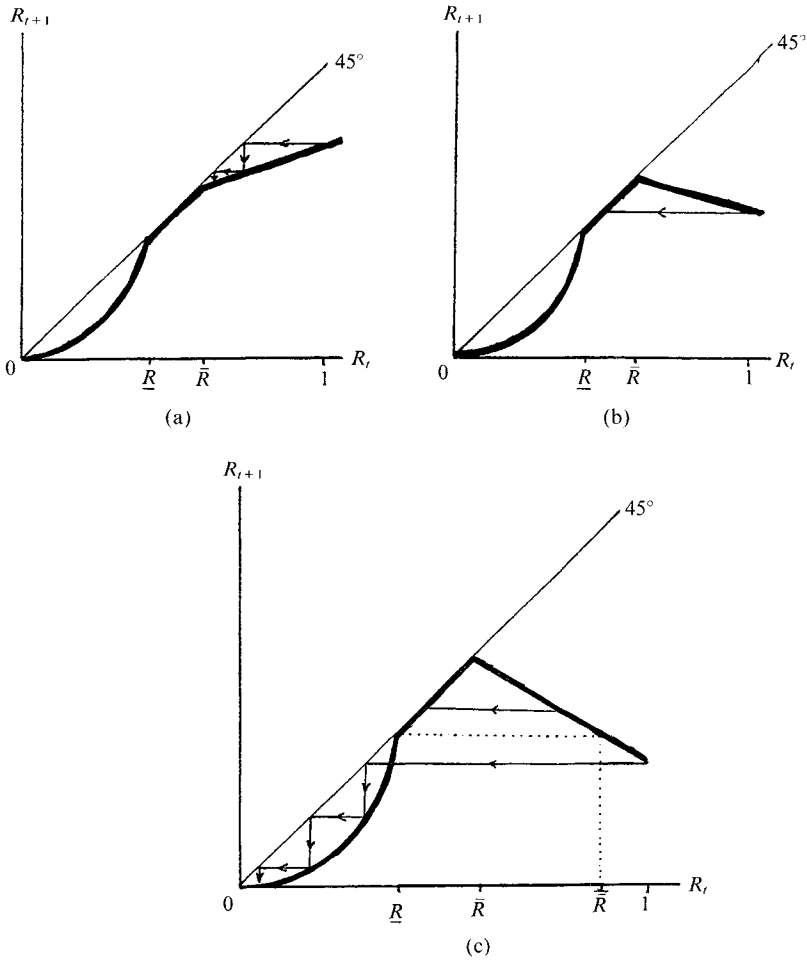 R_{t+1}
45°
0
R̲
R̄
1
R_t
(a)
R_{t+1}
45°
0
R̲
R̄
1
R_t
(b)
R_{t+1}
45°
0
R̲
R̄
R̿
1
R_t
(c)